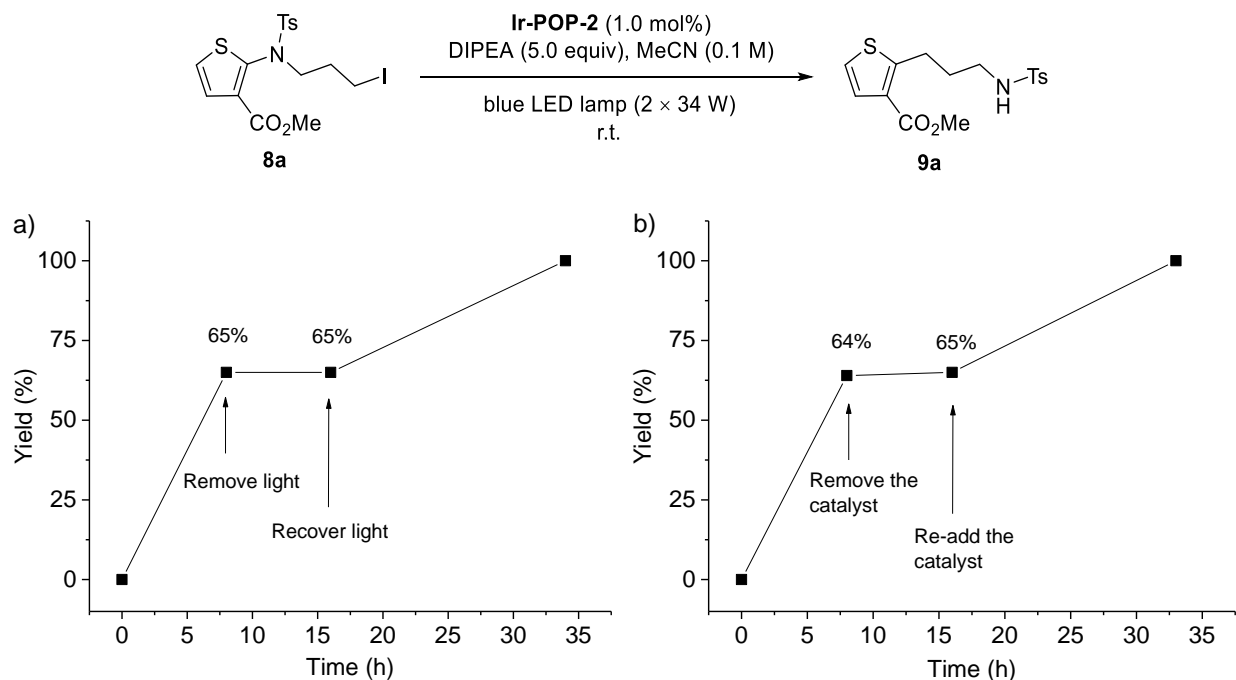 Ts
S
N
I
CO2Me
8a
Ir-POP-2 (1.0 mol%)
DIPEA (5.0 equiv), MeCN (0.1 M)
blue LED lamp (2 × 34 W)
r.t.
S
N
H
Ts
CO2Me
9a
a)
Yield (%)
100
75
50
25
0
65%
65%
Remove light
Recover light
0 5 10 15 20 25 30 35
Time (h)
b)
Yield (%)
100
75
50
25
0
64%
65%
Remove the
catalyst
Re-add the
catalyst
0 5 10 15 20 25 30 35
Time (h)